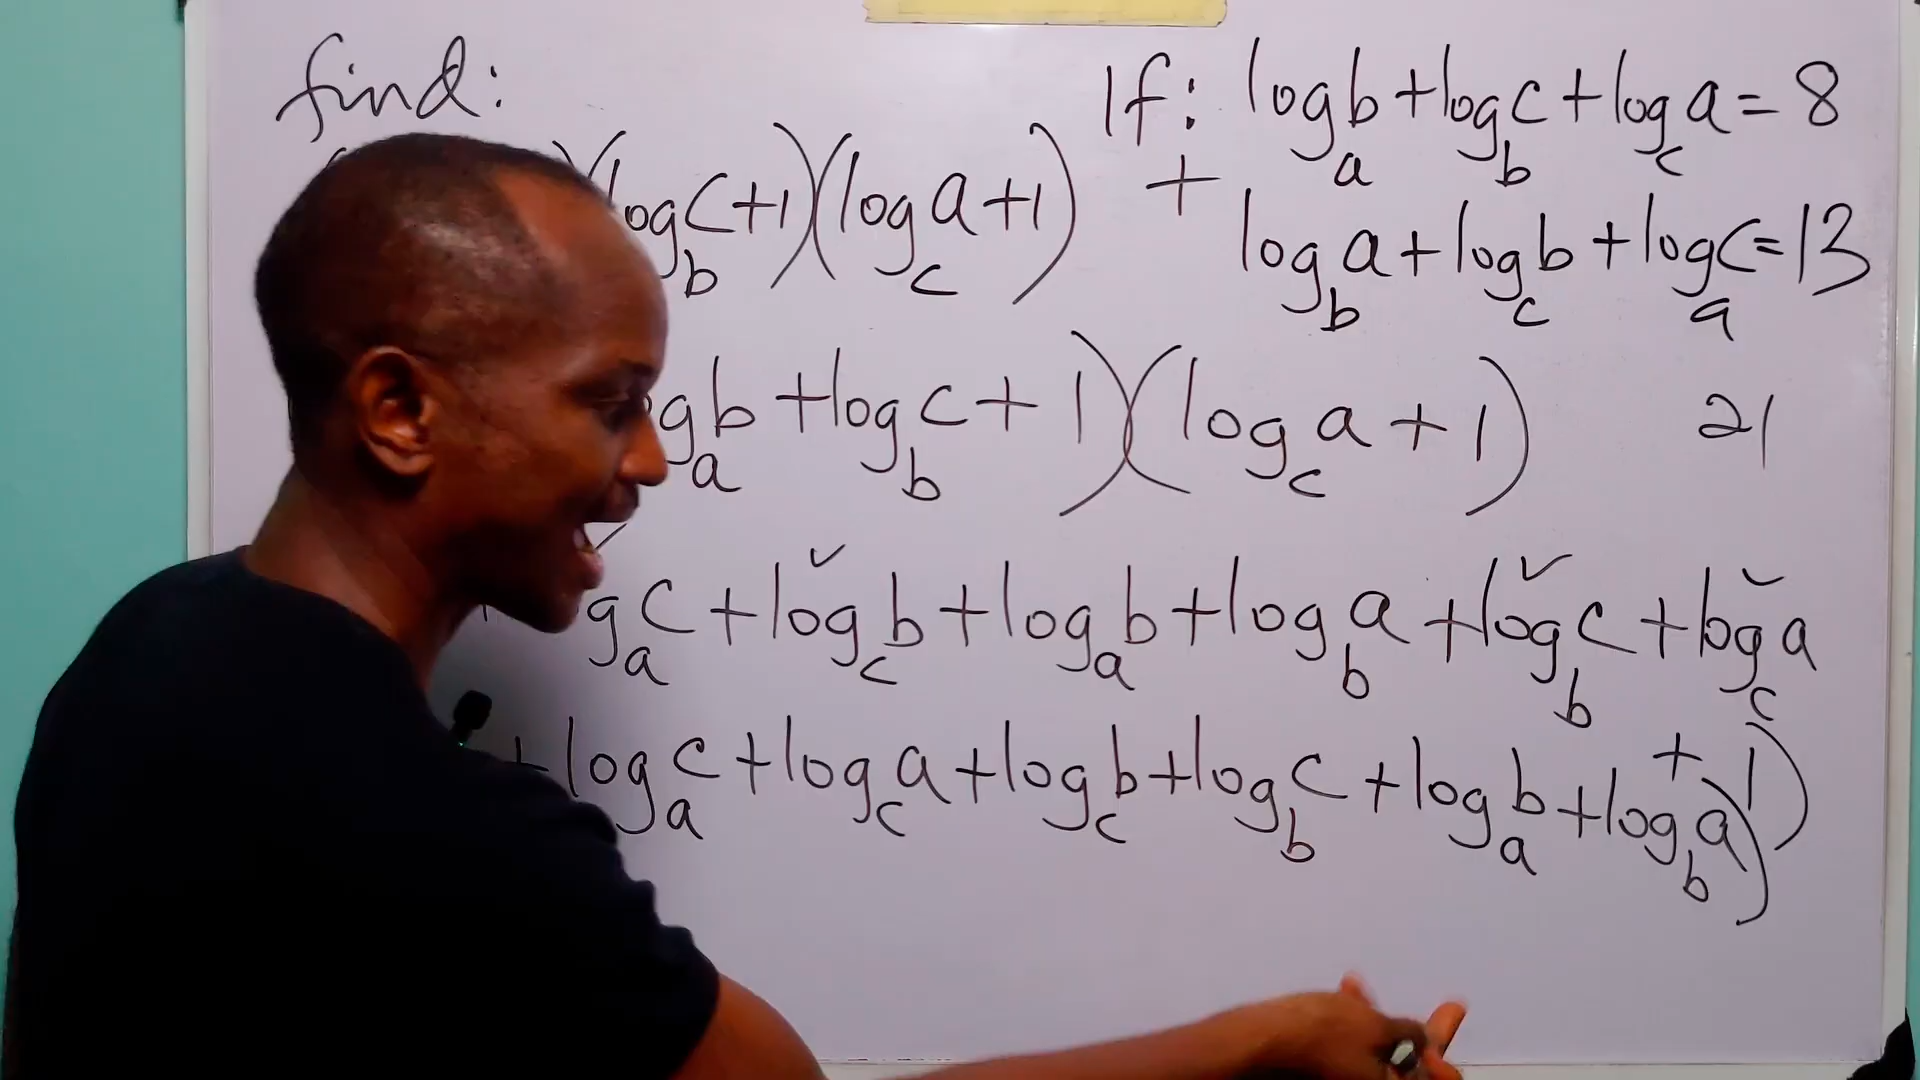 find:
If: log_a b + log_b c + log_c a = 8
)(log_b c + 1)(log_c a + 1)
+
log_b a + log_c b + log_a c = 13
g_a b + log_b c + 1)(log_c a + 1)
21
g_a c + log_c b + log_a b + log_b a + log_b c + log_c a
+ log_a c + log_c a + log_c b + log_b c + log_a b + log_b a) + 1)